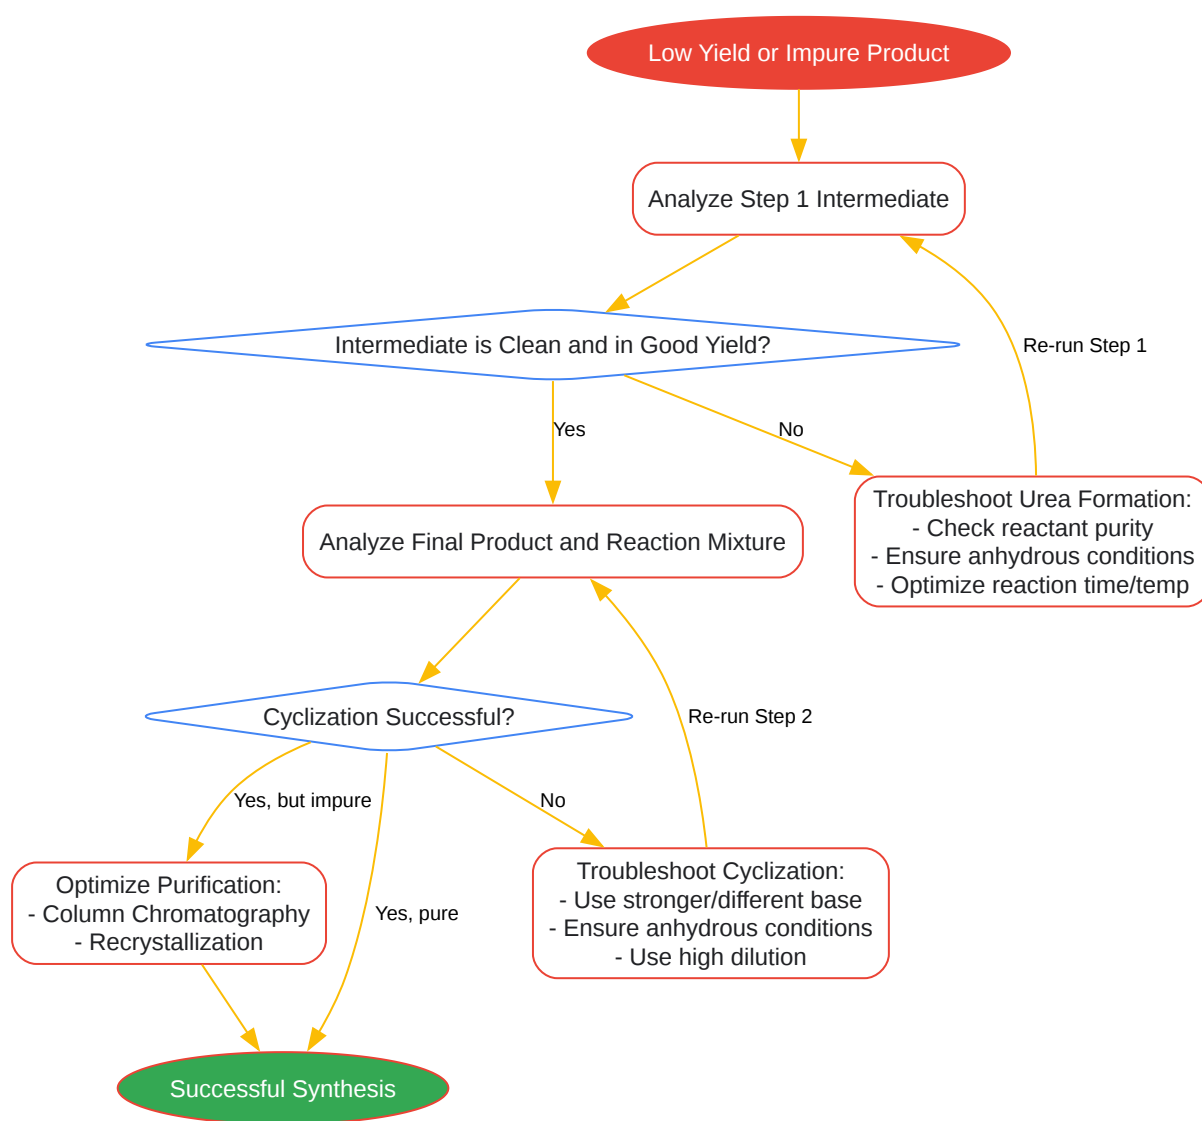 Low Yield or Impure Product
Analyze Step 1 Intermediate
Intermediate is Clean and in Good Yield?
Re-run Step 1
Yes
No
Troubleshoot Urea Formation:
- Check reactant purity
- Ensure anhydrous conditions
- Optimize reaction time/temp
Analyze Final Product and Reaction Mixture
Cyclization Successful?
Re-run Step 2
Yes, but impure
No
Yes, pure
Optimize Purification:
- Column Chromatography
- Recrystallization
Troubleshoot Cyclization:
- Use stronger/different base
- Ensure anhydrous conditions
- Use high dilution
Successful Synthesis